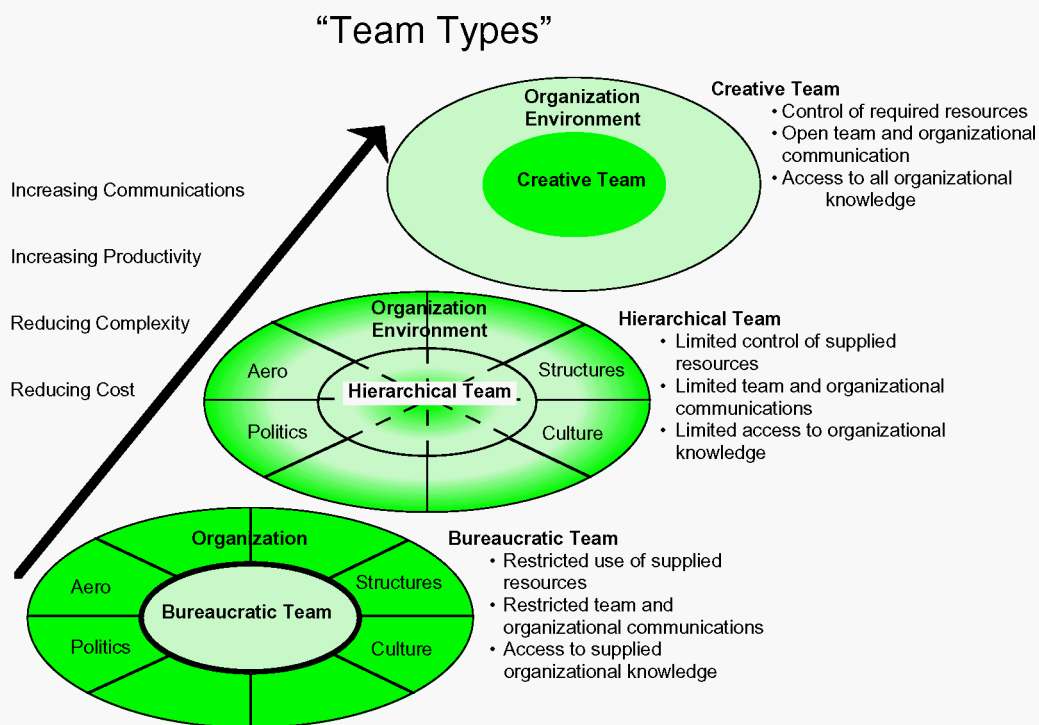 “Team Types”
Organization
Environment
Creative Team
Creative Team
• Control of required resources
• Open team and organizational
communication
• Access to all organizational
knowledge
Increasing Communications
Increasing Productivity
Reducing Complexity
Reducing Cost
Organization
Environment
Aero
Structures
Hierarchical Team
Politics
Culture
Hierarchical Team
• Limited control of supplied
resources
• Limited team and organizational
communications
• Limited access to organizational
knowledge
Organization
Aero
Structures
Bureaucratic Team
Politics
Culture
Bureaucratic Team
• Restricted use of supplied
resources
• Restricted team and
organizational communications
• Access to supplied
organizational knowledge